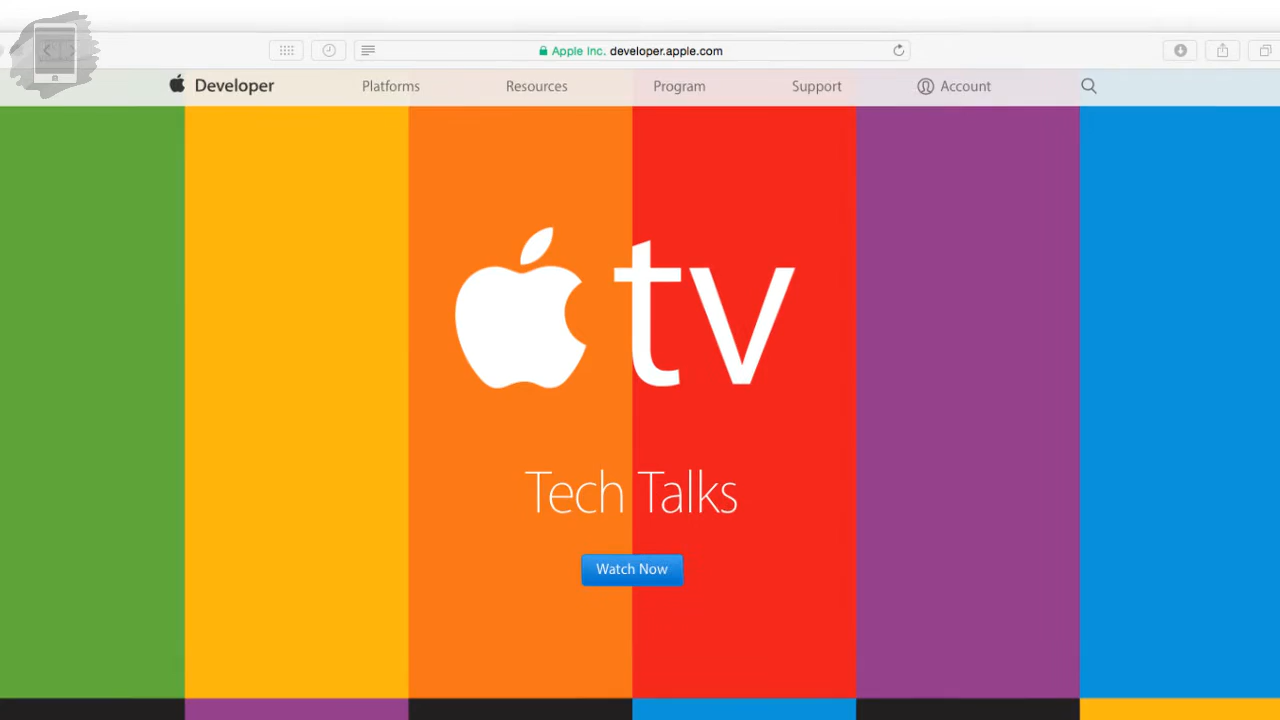 Apple Inc. developer.apple.com
Developer Platforms Resources Program Support Account
tv
Tech Talks
Watch Now